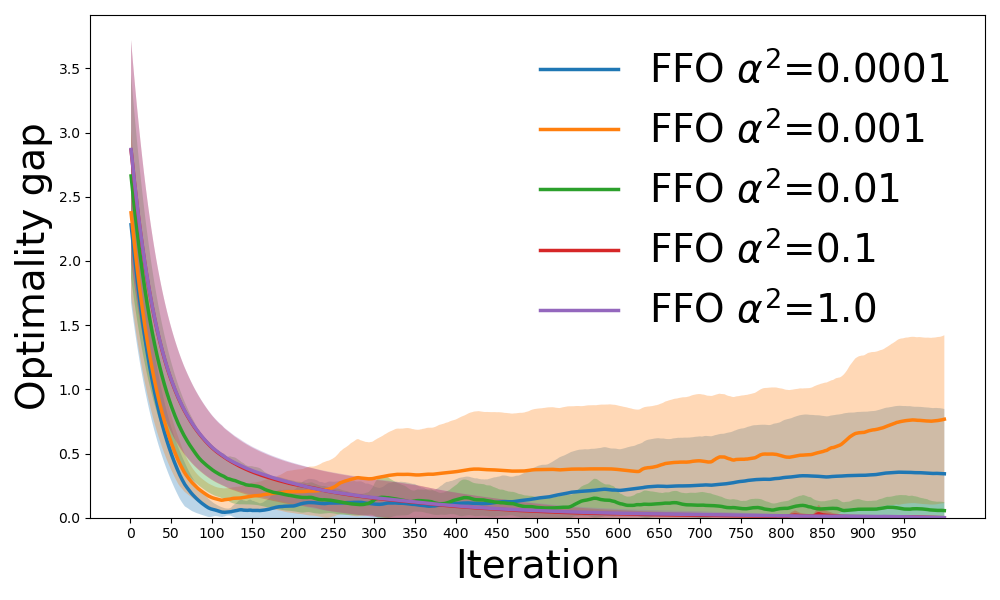 FFO α²=0.0001
FFO α²=0.001
FFO α²=0.01
FFO α²=0.1
FFO α²=1.0
Optimality gap
3.5
3.0
2.5
2.0
1.5
1.0
0.5
0.0
0 50 100 150 200 250 300 350 400 450 500 550 600 650 700 750 800 850 900 950
Iteration